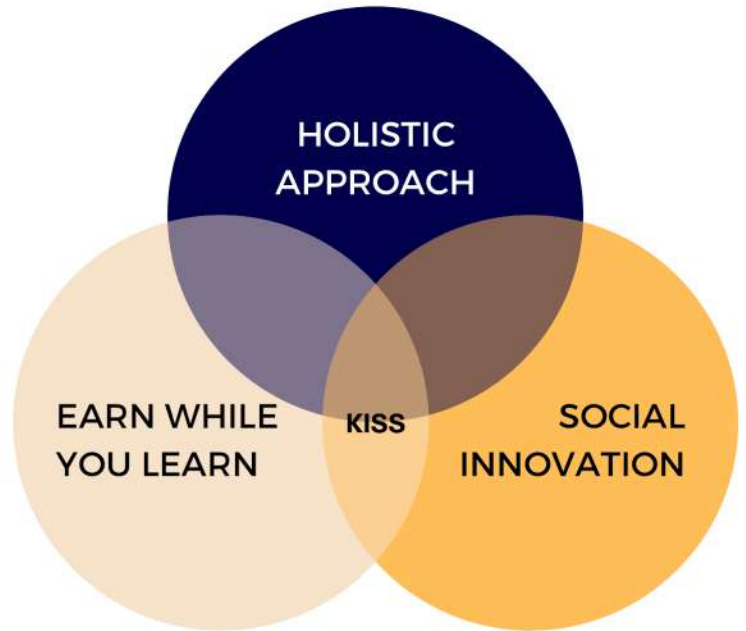 HOLISTIC
APPROACH
EARN WHILE
YOU LEARN
KISS
SOCIAL
INNOVATION